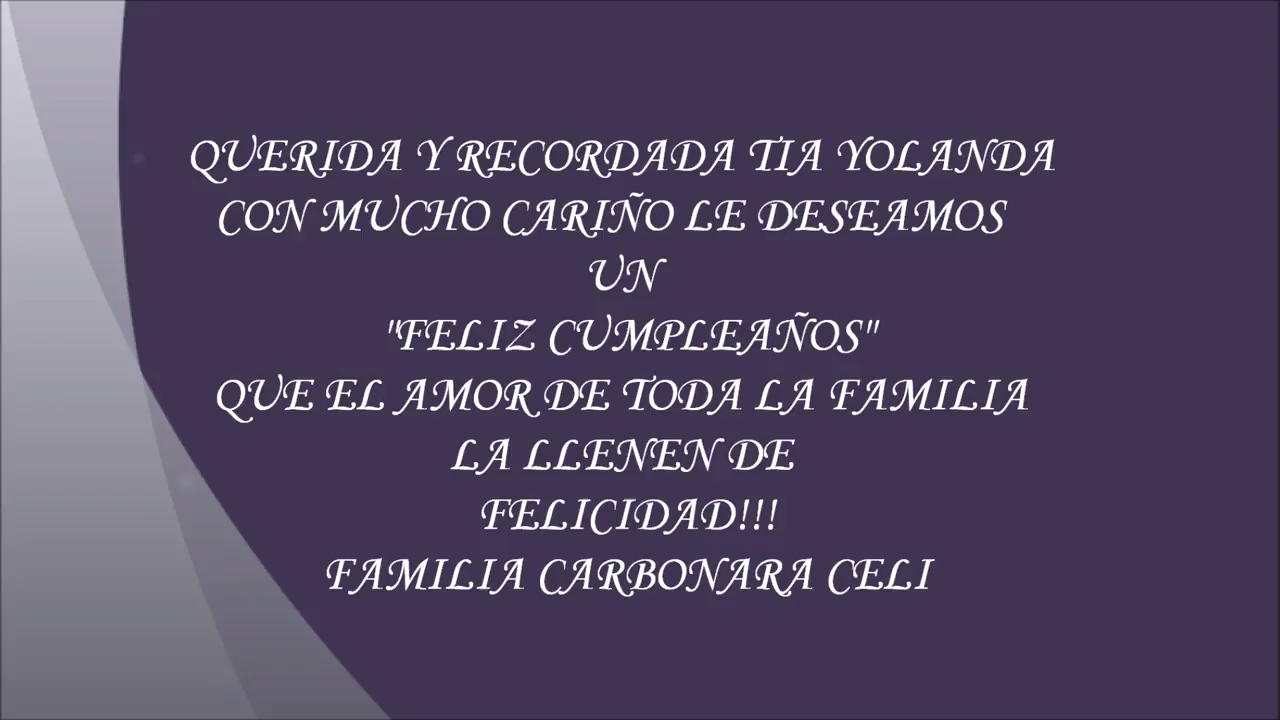 QUERIDA Y RECORDADA TIA YOLANDA
CON MUCHO CARIÑO LE DESEAMOS
UN
"FELIZ CUMPLEAÑOS"
QUE EL AMOR DE TODA LA FAMILIA
LA LLENEN DE
FELICIDAD!!!
FAMILIA CARBONARA CELI